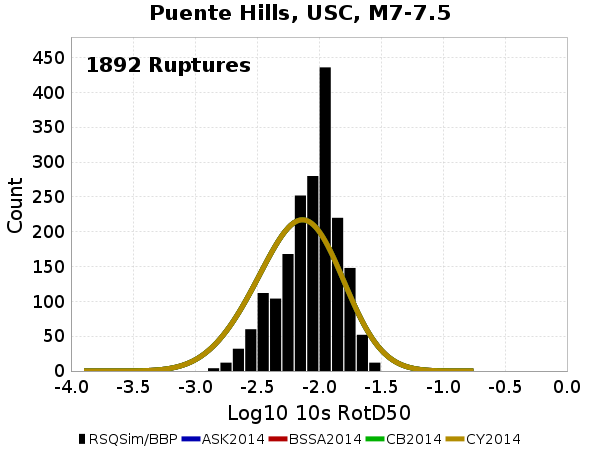 Puente Hills, USC, M7-7.5
1892 Ruptures
Count
450
400
350
300
250
200
150
100
50
0
-4.0 -3.5 -3.0 -2.5 -2.0 -1.5 -1.0 -0.5 0.0
Log10 10s RotD50
RSQSim/BBP ASK2014 BSSA2014 CB2014 CY2014